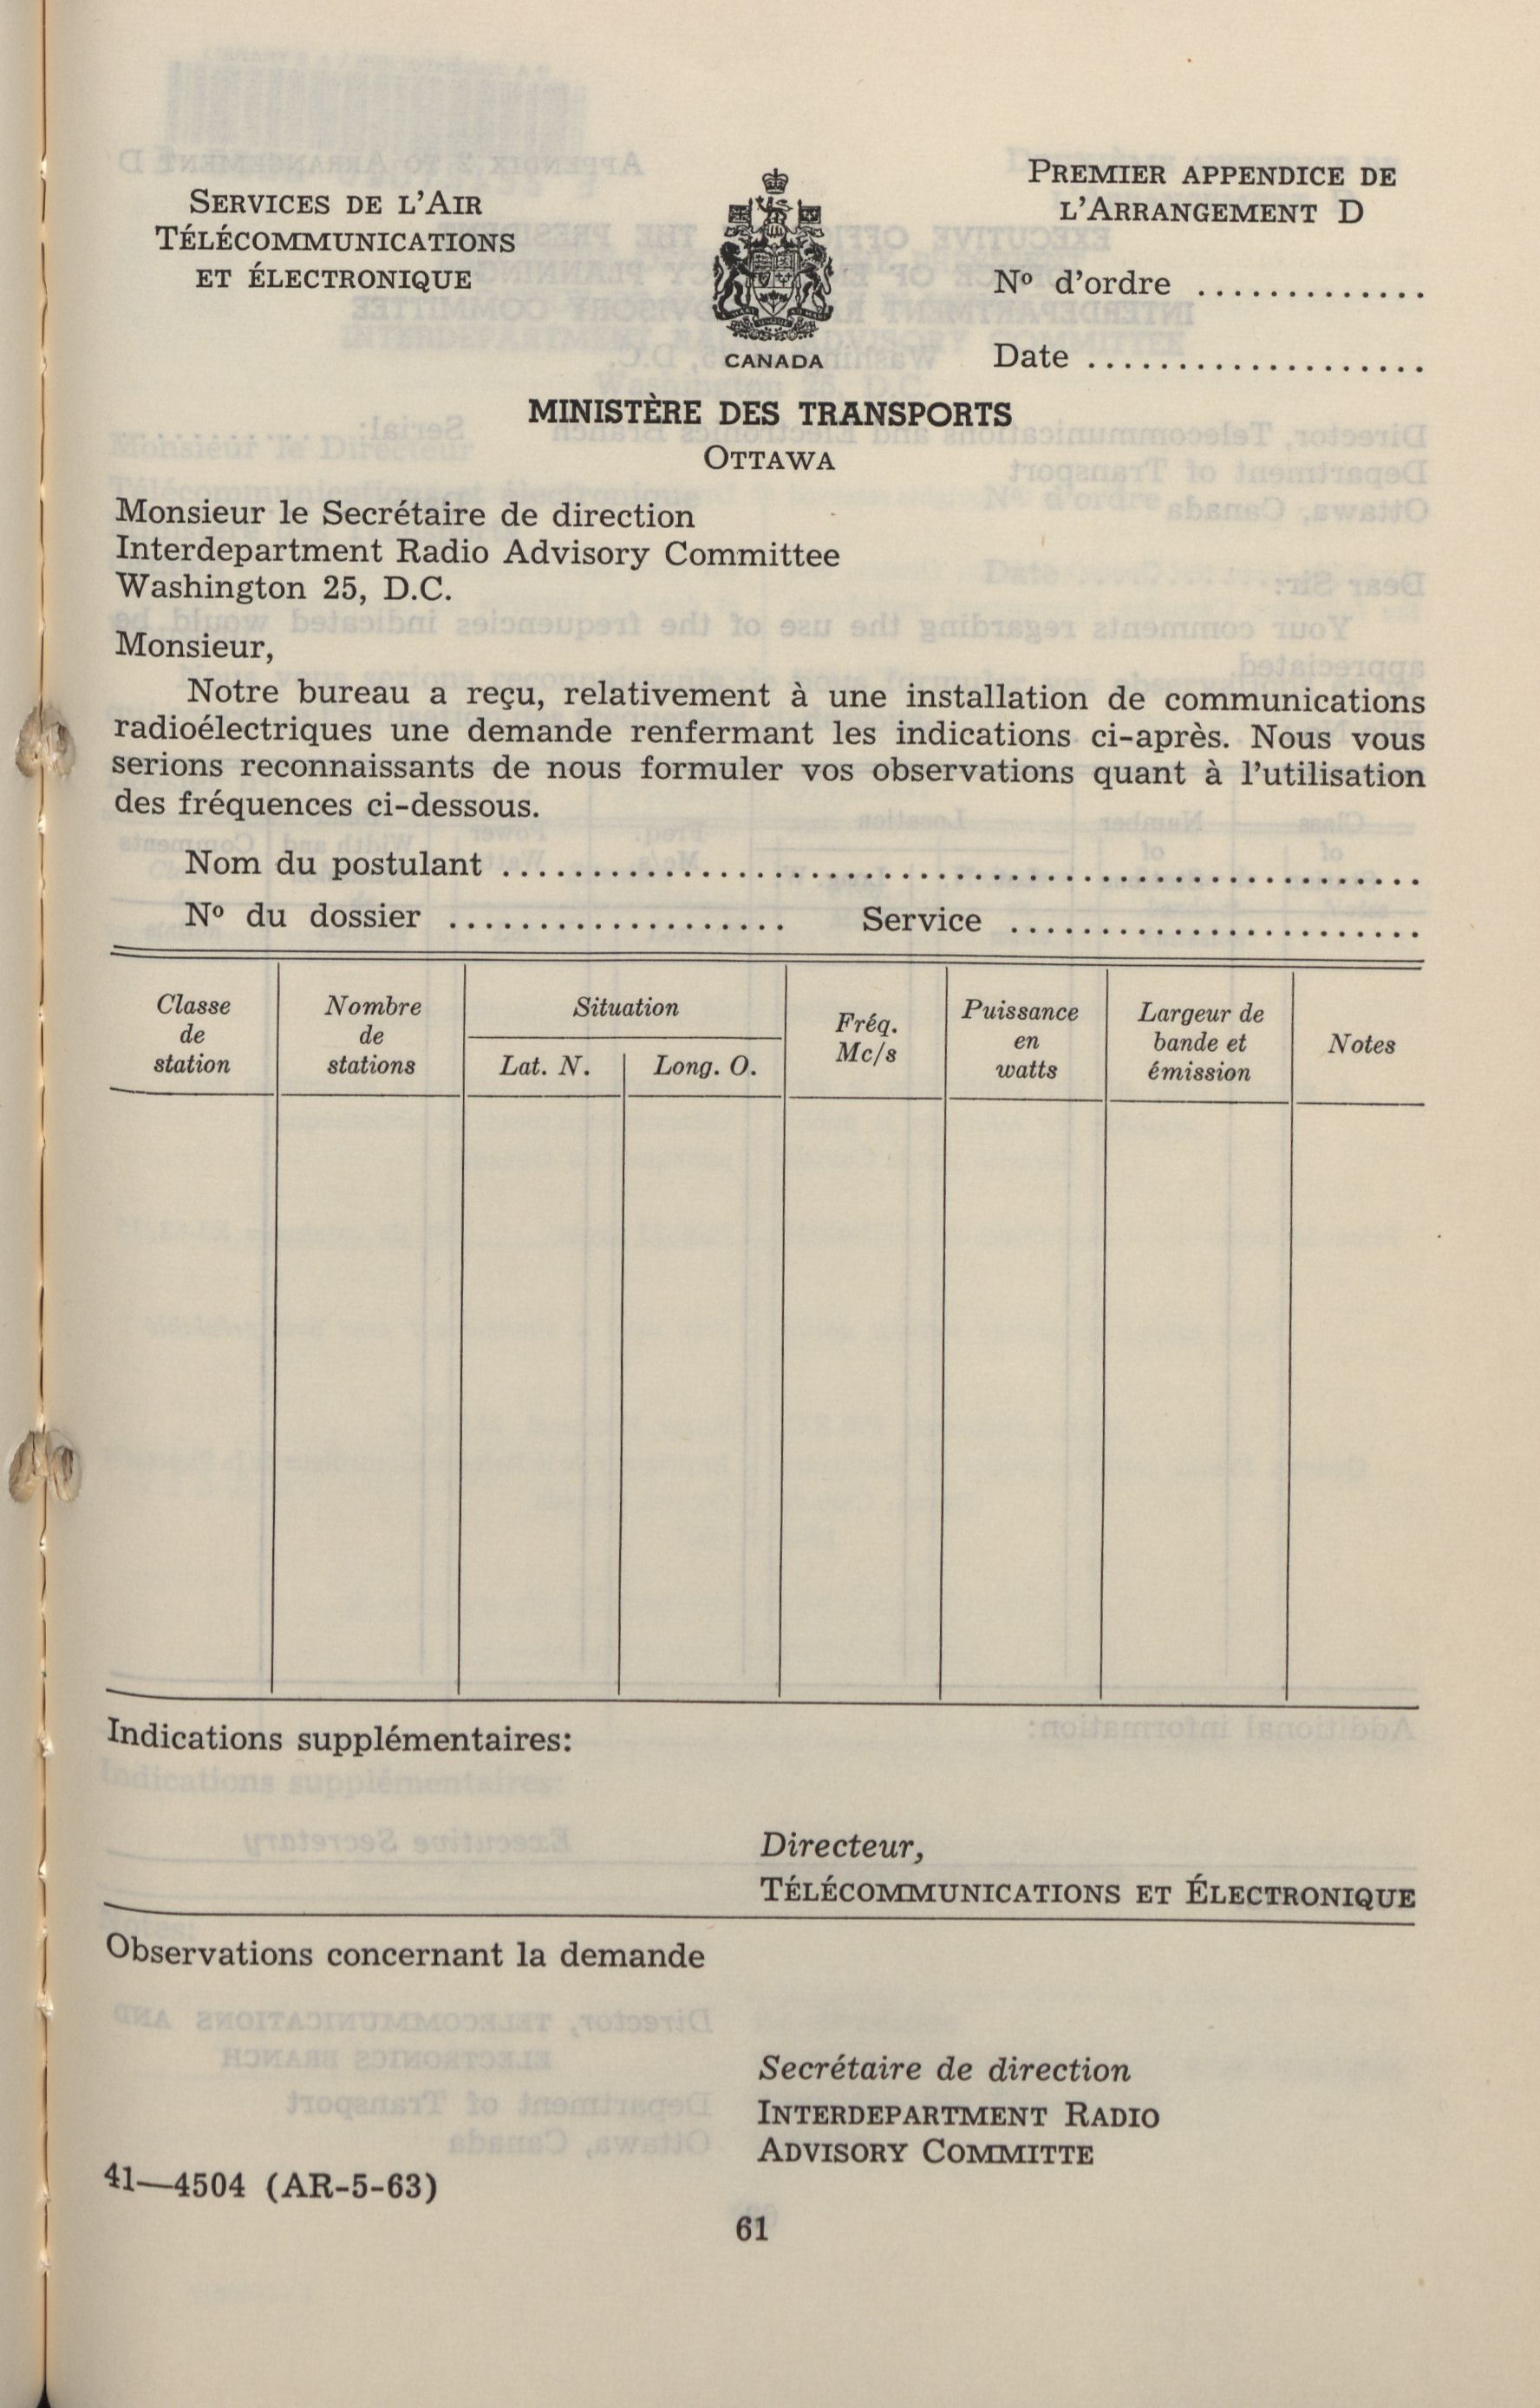 SERVICES DE L'AIR
TÉLÉCOMMUNICATIONS
ET ÉLECTRONIQUE
CANADA
PREMIER APPENDICE DE
L'ARRANGEMENT D
Nº d'ordre .............
Date ...................
MINISTÈRE DES TRANSPORTS
OTTAWA
Monsieur le Secrétaire de direction
Interdepartment Radio Advisory Committee
Washington 25, D.C.
Monsieur,
Notre bureau a reçu, relativement à une installation de communications
radioélectriques une demande renfermant les indications ci-après. Nous vous
serions reconnaissants de nous formuler vos observations quant à l'utilisation
des fréquences ci-dessous.
Nom du postulant ...................................................
Nº du dossier ................... Service .......................
Classe de station
Nombre de stations
Situation
Lat. N.
Long. O.
Fréq. Mc/s
Puissance en watts
Largeur de bande et émission
Notes
Indications supplémentaires:
Directeur,
TÉLÉCOMMUNICATIONS ET ÉLECTRONIQUE
Observations concernant la demande
Secrétaire de direction
INTERDEPARTMENT RADIO
ADVISORY COMMITTE
41—4504 (AR-5-63)
61